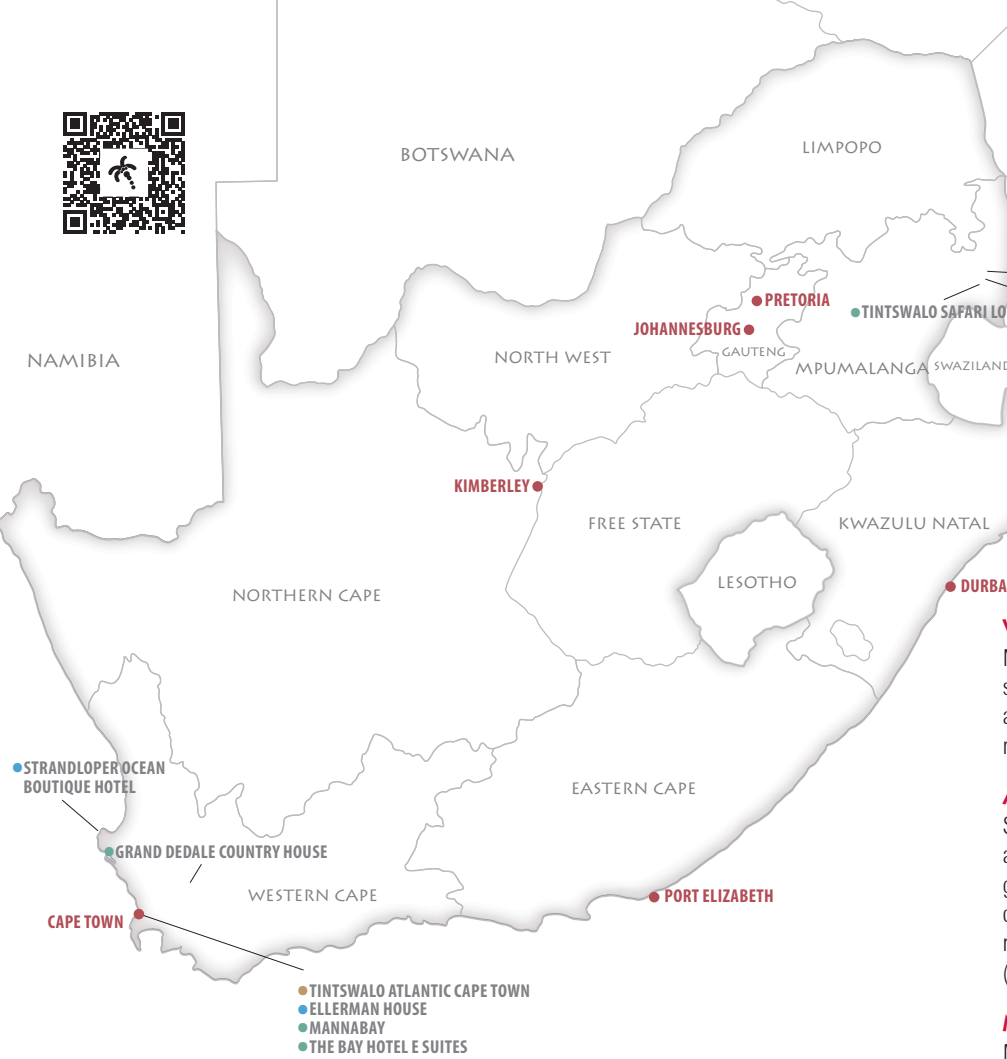 BOTSWANA
LIMPOPO
PRETORIA
TINTSWALO SAFARI LO
JOHANNESBURG
GAUTENG
NORTH WEST
NAMIBIA
MPUMALANGA
SWAZILAND
KIMBERLEY
FREE STATE
KWAZULU NATAL
LESOTHO
DURBA
NORTHERN CAPE
STRANDLOPER OCEAN
BOUTIQUE HOTEL
EASTERN CAPE
GRAND DEDALE COUNTRY HOUSE
WESTERN CAPE
PORT ELIZABETH
CAPE TOWN
TINTSWALO ATLANTIC CAPE TOWN
ELLERMAN HOUSE
MANNABAY
THE BAY HOTEL E SUITES